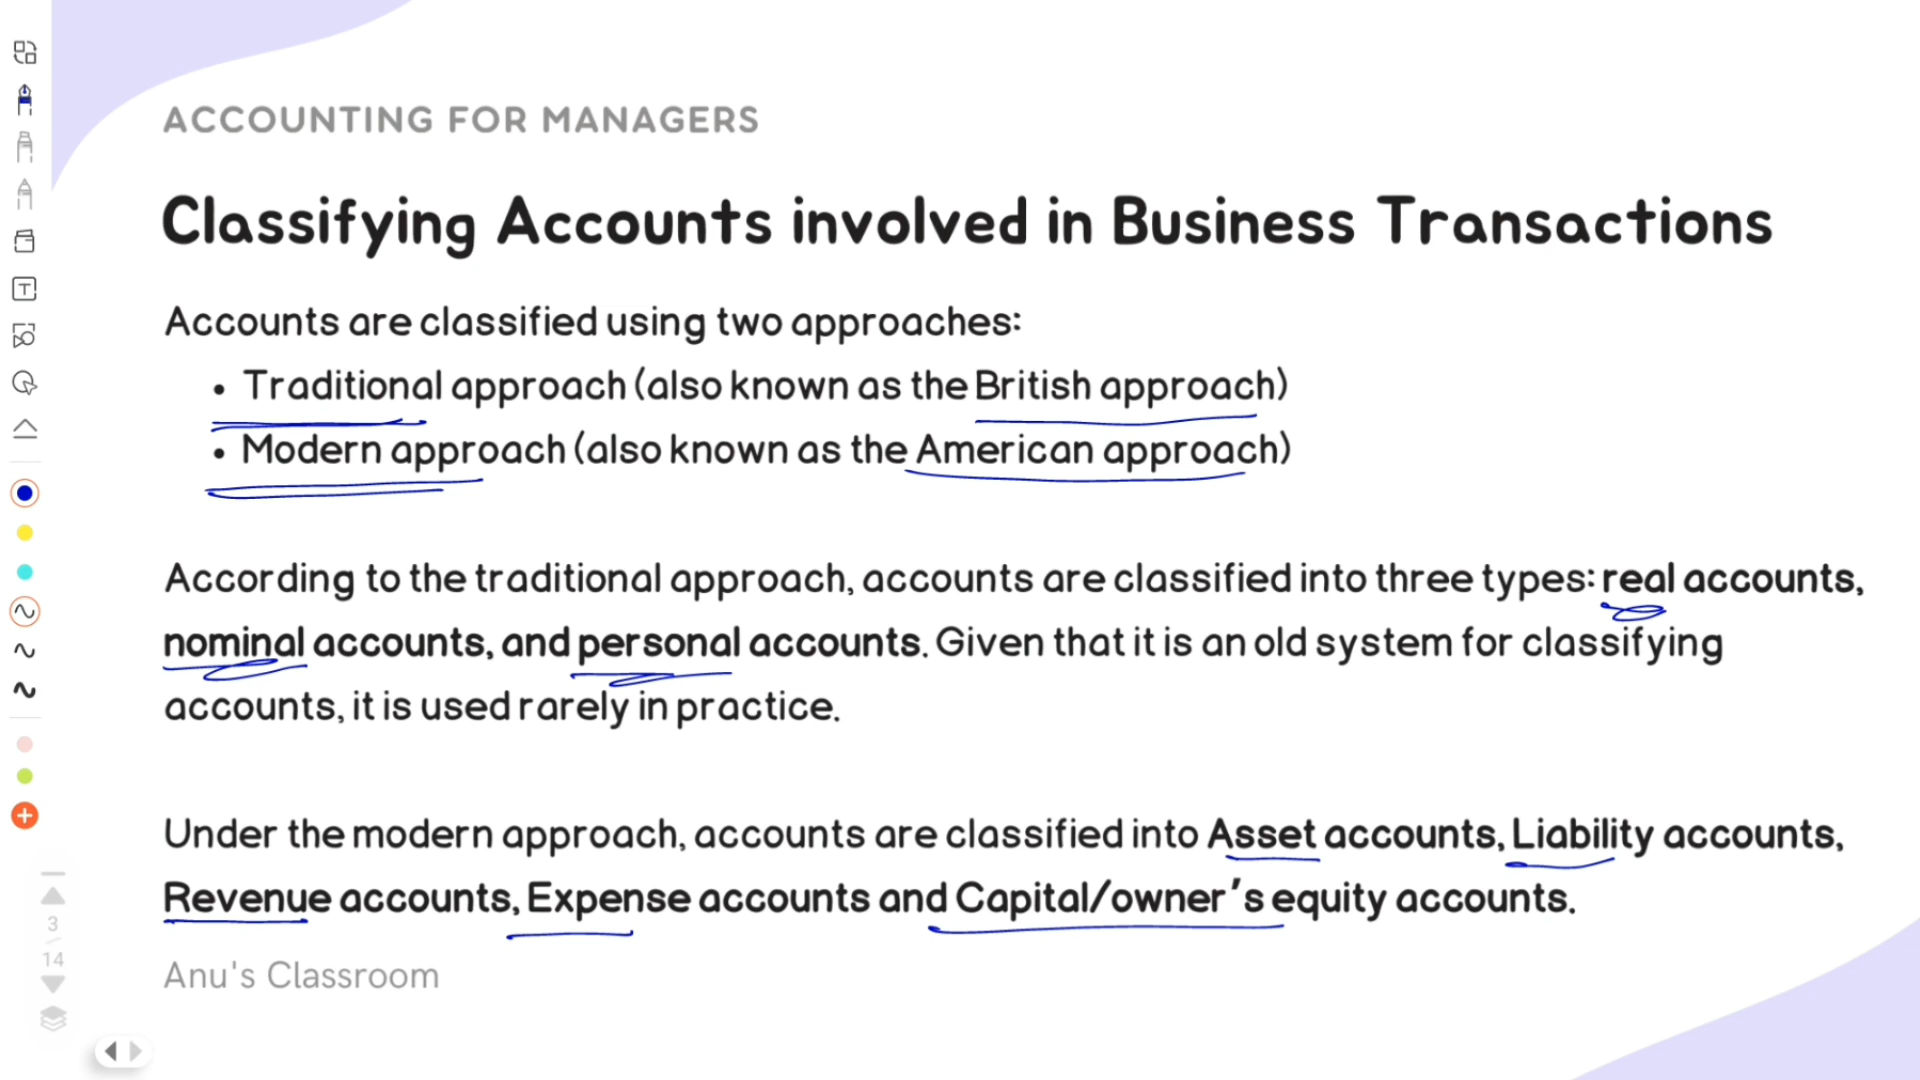 ACCOUNTING FOR MANAGERS
Classifying Accounts involved in Business Transactions
Accounts are classified using two approaches:
• Traditional approach (also known as the British approach)
• Modern approach (also known as the American approach)
According to the traditional approach, accounts are classified into three types: real accounts,
nominal accounts, and personal accounts. Given that it is an old system for classifying
accounts, it is used rarely in practice.
Under the modern approach, accounts are classified into Asset accounts, Liability accounts,
Revenue accounts, Expense accounts and Capital/owner's equity accounts.
Anu's Classroom
3
14